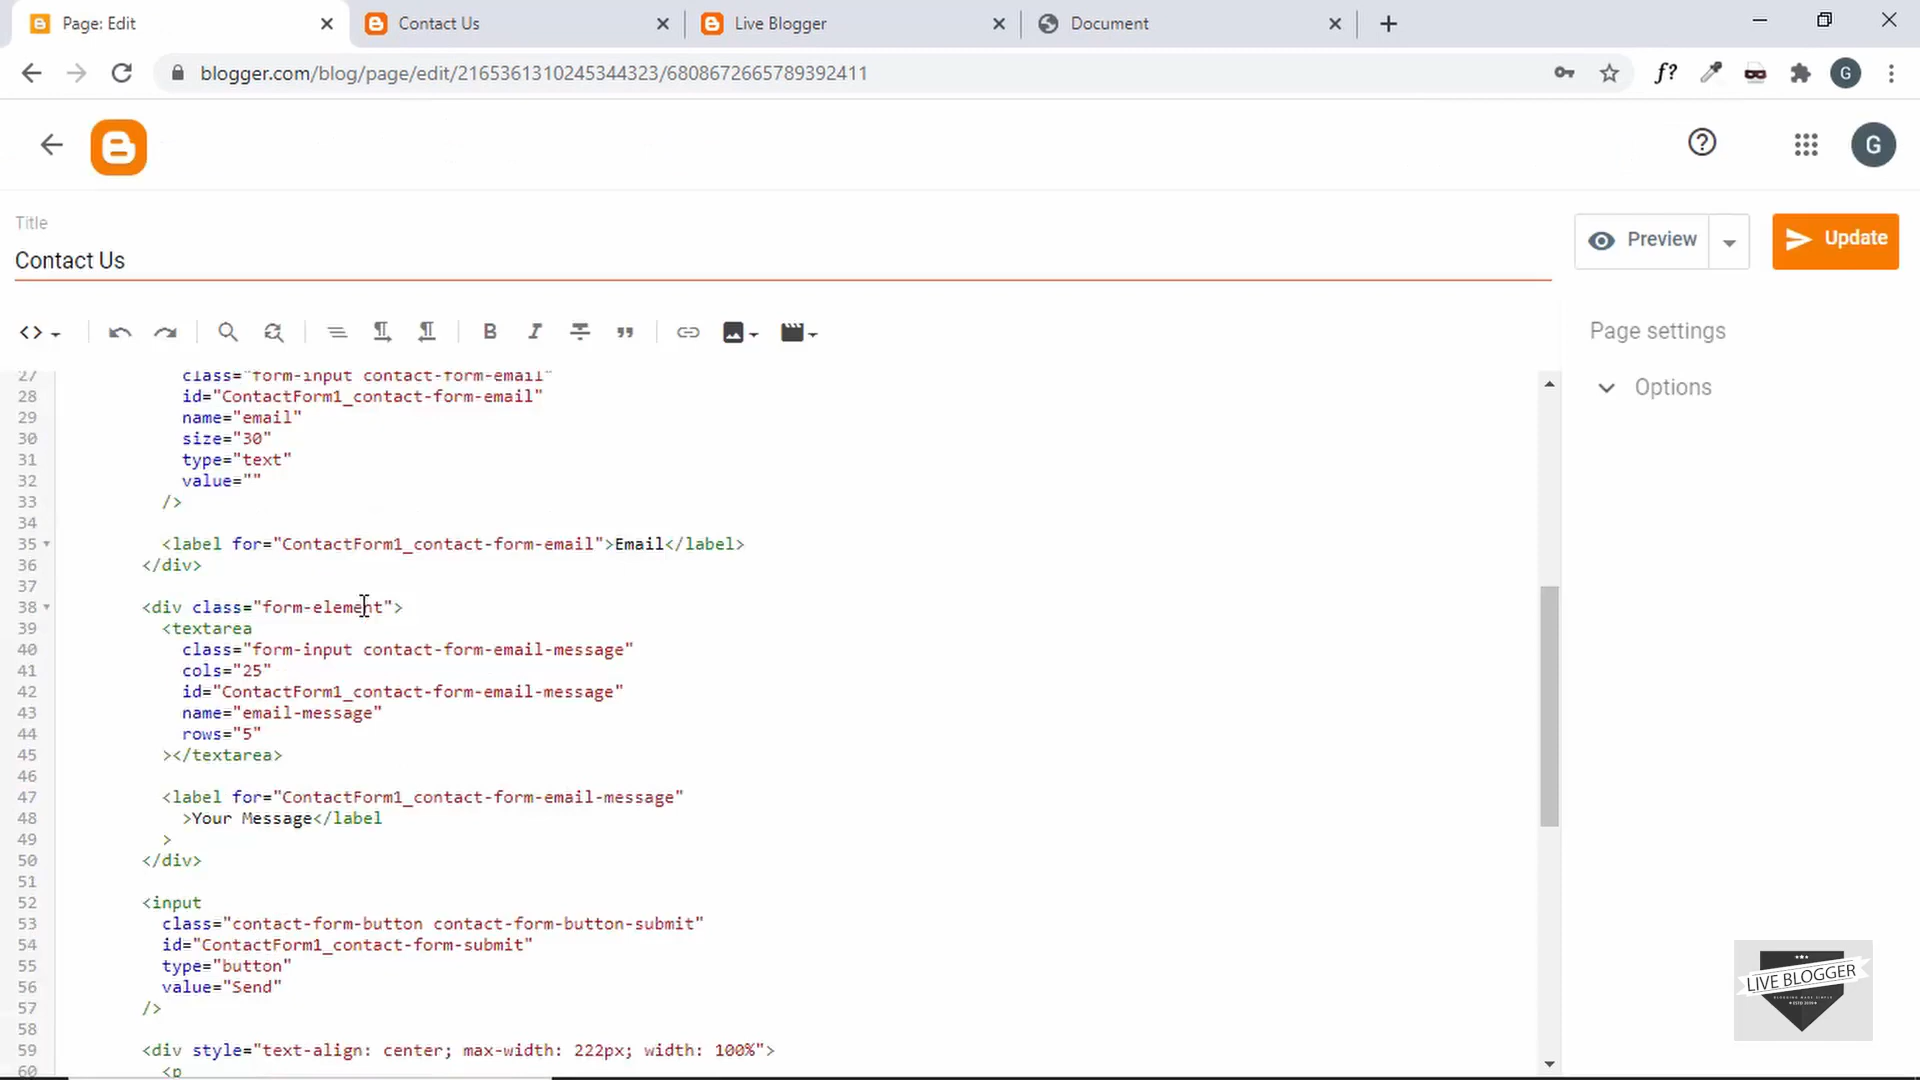 Page: Edit
Contact Us
Live Blogger
Document
blogger.com/blog/page/edit/2165361310245344323/6808672665789392411
f?
G
G
Title
Contact Us
Preview
Update
Page settings
Options
27 class="form-input contact-form-email"
28 id="ContactForm1_contact-form-email"
29 name="email"
30 size="30"
31 type="text"
32 value=""
33 />
34
35 <label for="ContactForm1_contact-form-email">Email</label>
36 </div>
37
38 <div class="form-element">
39 <textarea
40 class="form-input contact-form-email-message"
41 cols="25"
42 id="ContactForm1_contact-form-email-message"
43 name="email-message"
44 rows="5"
45 ></textarea>
46
47 <label for="ContactForm1_contact-form-email-message"
48 >Your Message</label
49 >
50 </div>
51
52 <input
53 class="contact-form-button contact-form-button-submit"
54 id="ContactForm1_contact-form-submit"
55 type="button"
56 value="Send"
57 />
58
59 <div style="text-align: center; max-width: 222px; width: 100%">
60 <p
LIVE BLOGGER